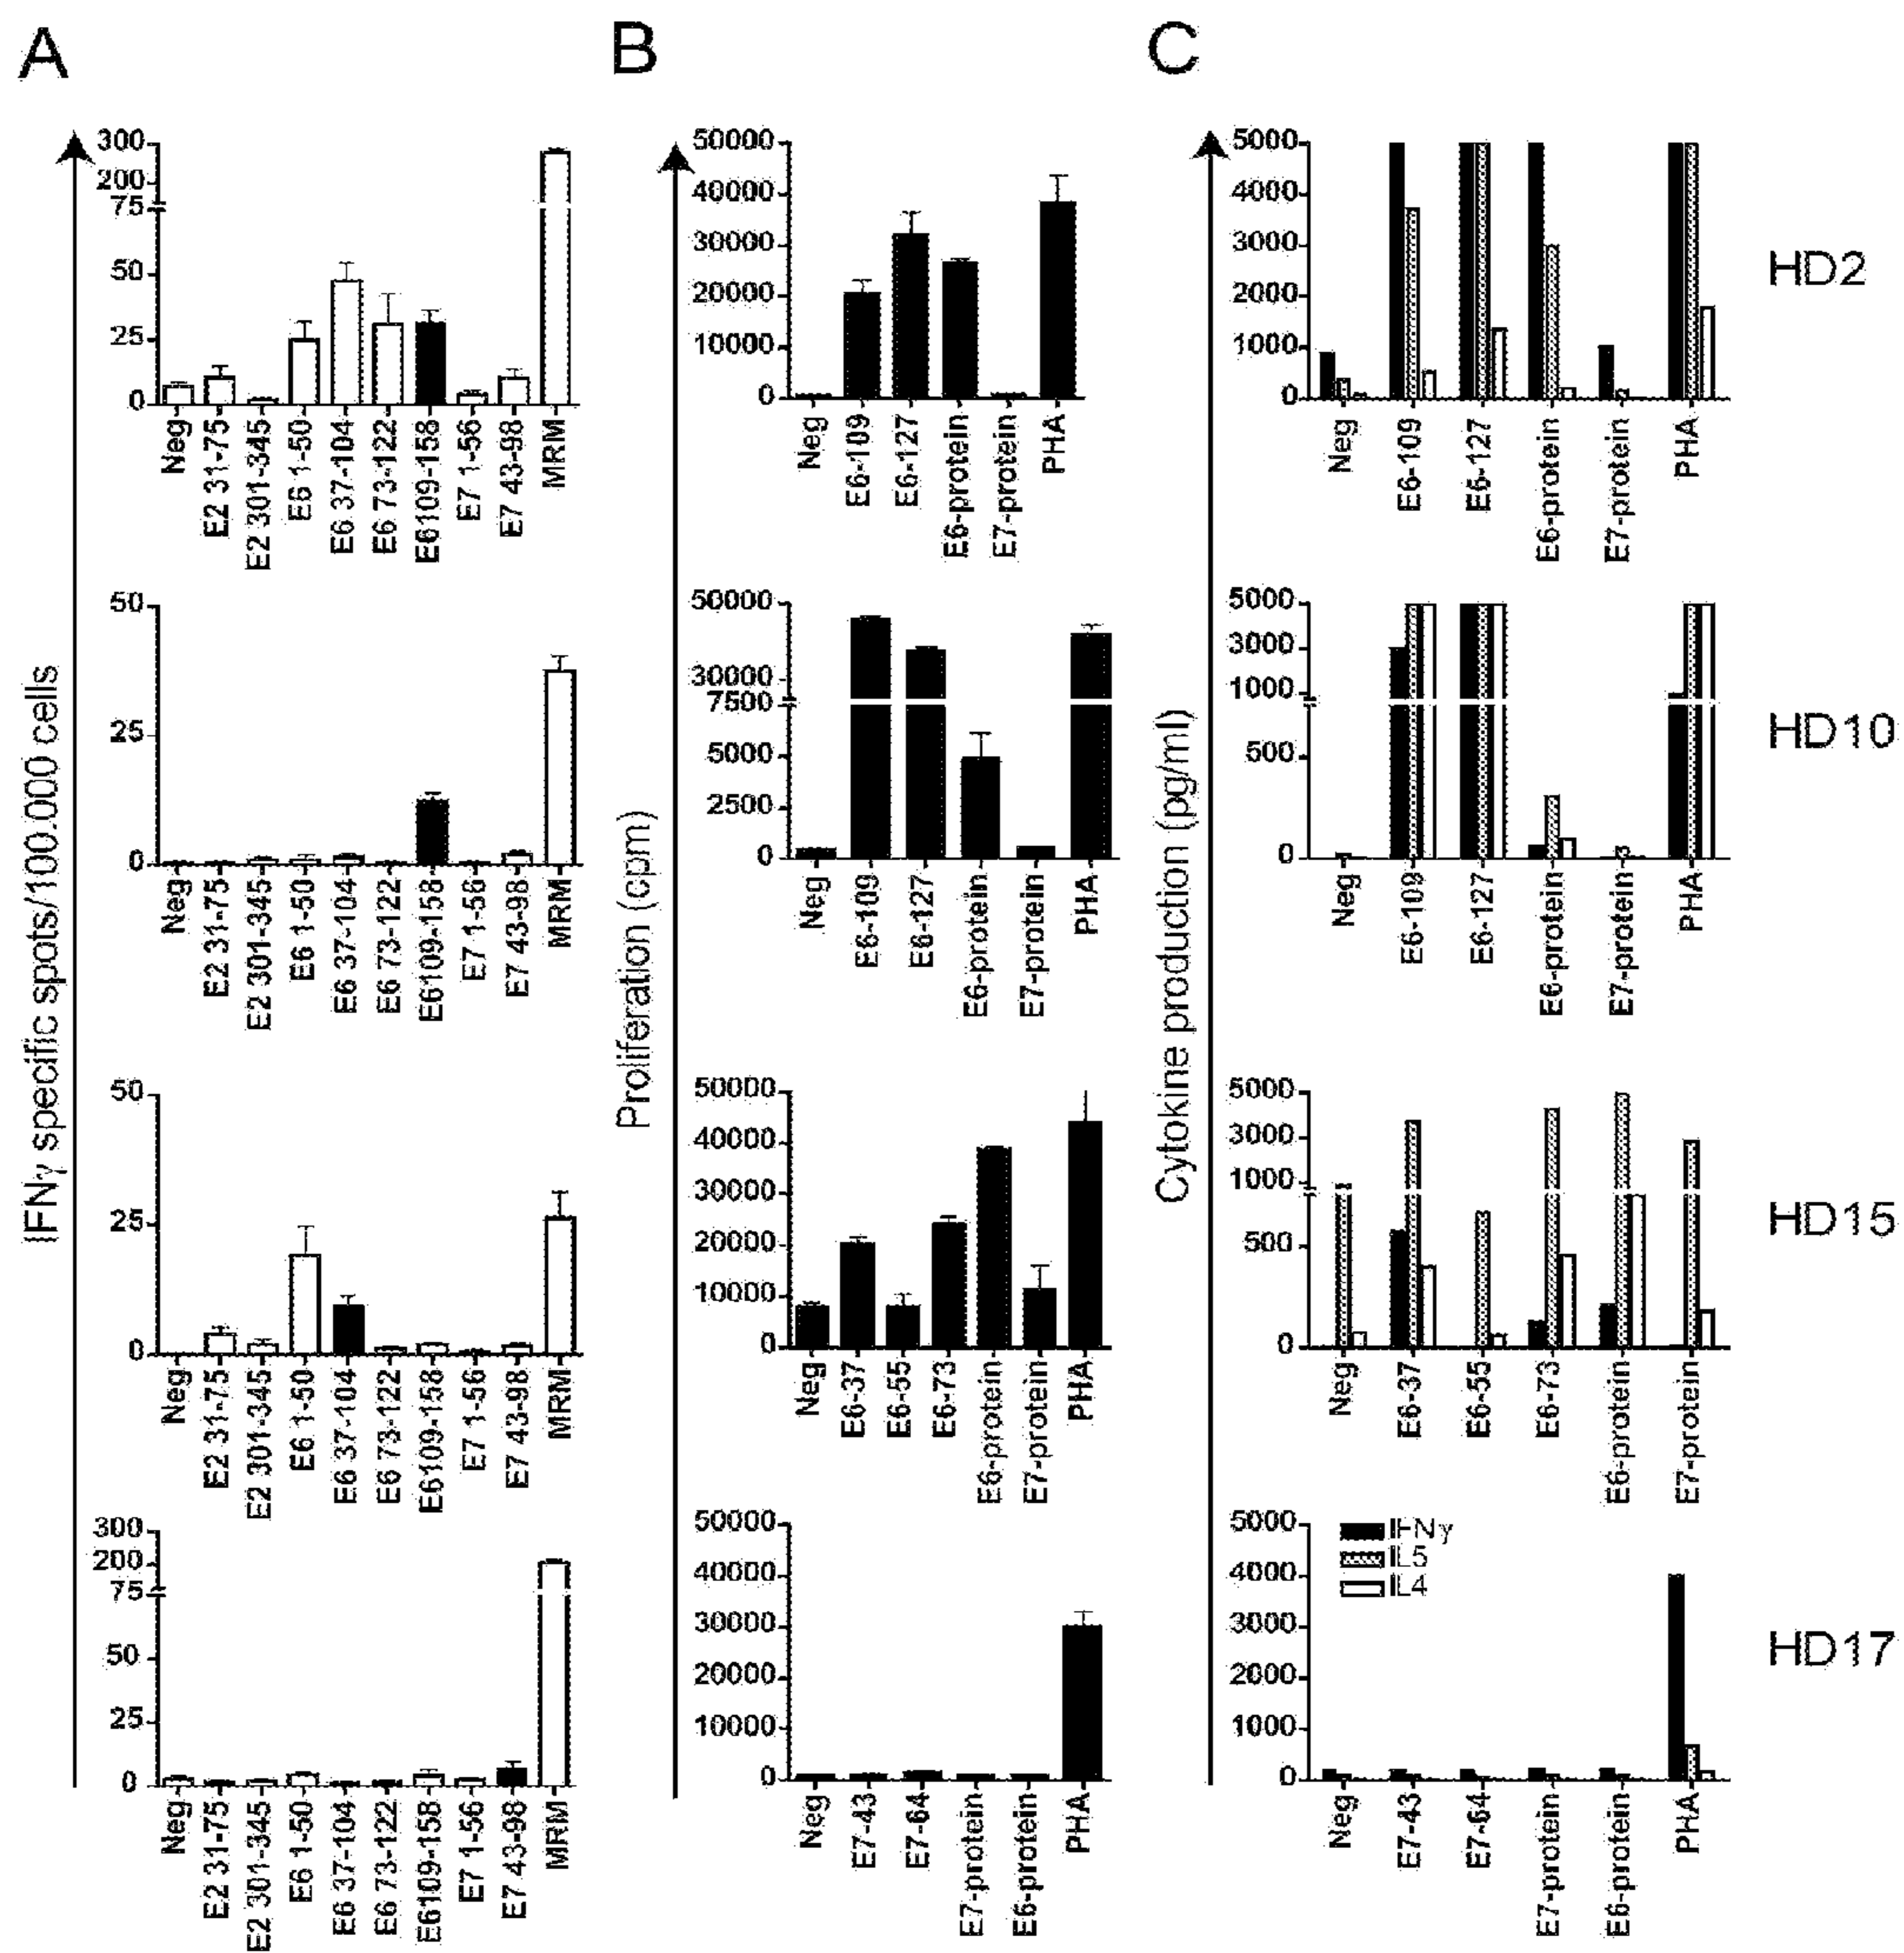 A B C
IFNγ specific spots/100.000 cells
Proliferation (cpm)
Cytokine production (pg/ml)
300
200
75
50
25
0
Neg
E2 31-75
E2 301-345
E6 1-50
E6 37-104
E6 73-122
E6109-158
E7 1-56
E7 43-98
MRM
50000
40000
30000
20000
10000
0
Neg
E6-109
E6-127
E6-protein
E7-protein
PHA
5000
4000
3000
2000
1000
0
Neg
E6-109
E6-127
E6-protein
E7-protein
PHA
HD2
50
25
0
Neg
E2 31-75
E2 301-345
E6 1-50
E6 37-104
E6 73-122
E6109-158
E7 1-56
E7 43-98
MRM
50000
30000
7500
5000
2500
0
Neg
E6-109
E6-127
E6-protein
E7-protein
PHA
5000
3000
1000
500
0
Neg
E6-109
E6-127
E6-protein
E7-protein
PHA
HD10
50
25
0
Neg
E2 31-75
E2 301-345
E6 1-50
E6 37-104
E6 73-122
E6109-158
E7 1-56
E7 43-98
MRM
50000
40000
30000
20000
10000
0
Neg
E6-37
E6-55
E6-73
E6-protein
E7-protein
PHA
5000
3000
1000
500
0
Neg
E6-37
E6-55
E6-73
E6-protein
E7-protein
HD15
300
200
75
50
25
0
Neg
E2 31-75
E2 301-345
E6 1-50
E6 37-104
E6 73-122
E6109-158
E7 1-56
E7 43-98
MRM
50000
40000
30000
20000
10000
0
Neg
E7-43
E7-64
E7-protein
E6-protein
PHA
5000
4000
3000
2000
1000
0
IFNγ
IL5
IL4
Neg
E7-43
E7-64
E7-protein
E6-protein
PHA
HD17